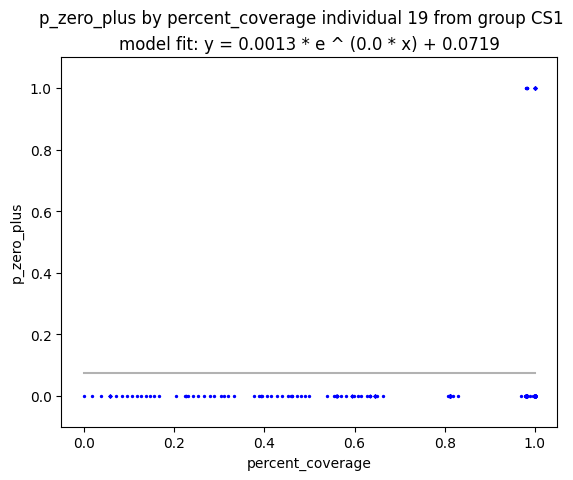 p_zero_plus by percent_coverage individual 19 from group CS1
model fit: y = 0.0013 * e ^ (0.0 * x) + 0.0719
1.0
0.8
0.6
0.4
0.2
0.0
p_zero_plus
0.0 0.2 0.4 0.6 0.8 1.0
percent_coverage